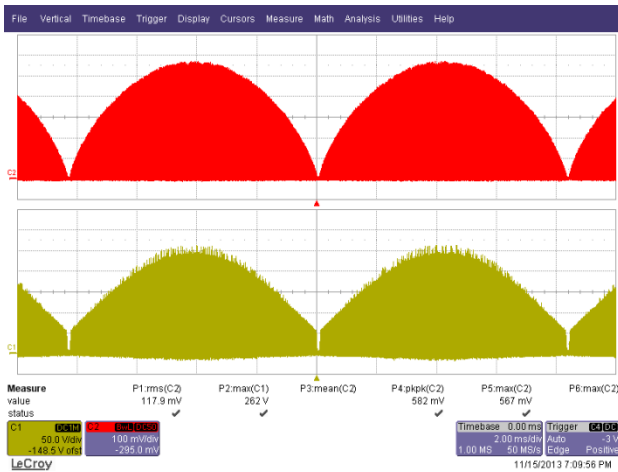 File Vertical Timebase Trigger Display Cursors Measure Math Analysis Utilities Help
C2
C1
Measure P1:rms(C2) P2:max(C1) P3:mean(C2) P4:pkpk(C2) P5:max(C2) P6:max(C2)
value 117.9 mV 262 V 582 mV 567 mV
status
C1 DC1M
50.0 V/div
-148.5 V ofst
C2 BwL DC50
100 mV/div
-295.0 mV
Timebase 0.00 ms
2.00 ms/div
1.00 MS 50 MS/s
Trigger C4 DC
Auto -3 V
Edge Positive
LeCroy
11/15/2013 7:09:56 PM